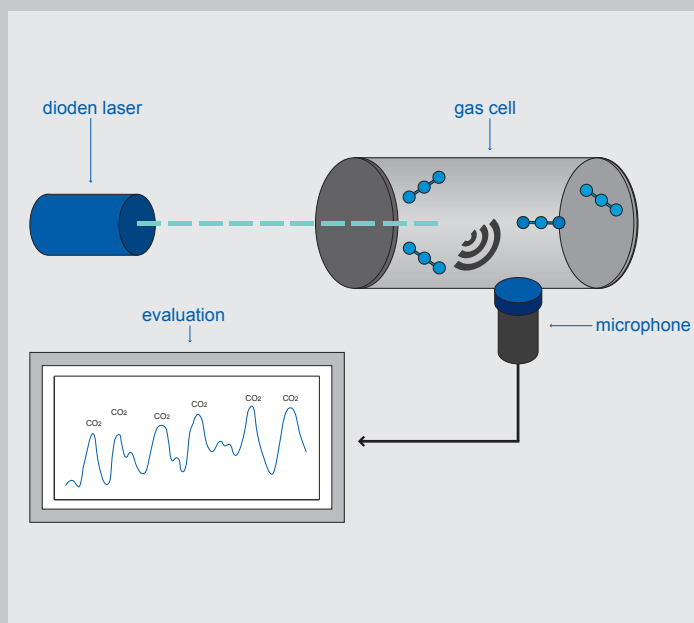 dioden laser
gas cell
microphone
evaluation
CO2
CO2
CO2
CO2
CO2
CO2